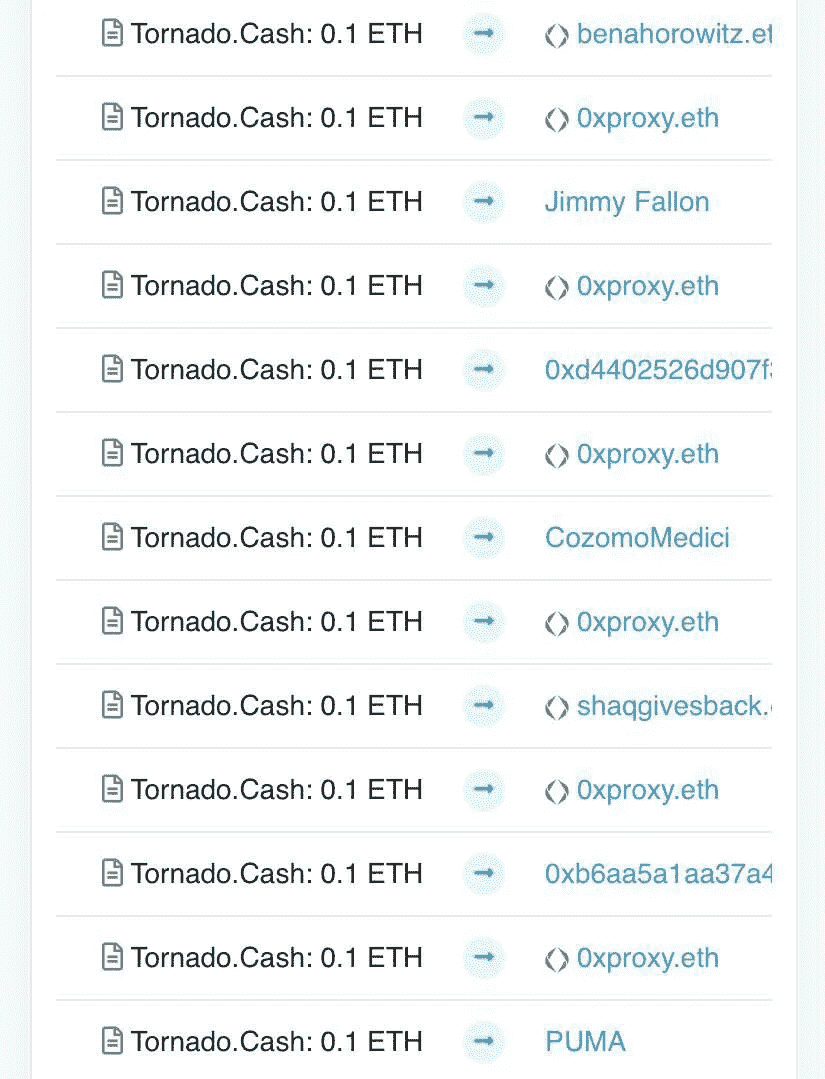 Tornado.Cash: 0.1 ETH benahorowitz.et
Tornado.Cash: 0.1 ETH 0xproxy.eth
Tornado.Cash: 0.1 ETH Jimmy Fallon
Tornado.Cash: 0.1 ETH 0xproxy.eth
Tornado.Cash: 0.1 ETH 0xd4402526d907f
Tornado.Cash: 0.1 ETH 0xproxy.eth
Tornado.Cash: 0.1 ETH CozomoMedici
Tornado.Cash: 0.1 ETH 0xproxy.eth
Tornado.Cash: 0.1 ETH shaqgivesback.
Tornado.Cash: 0.1 ETH 0xproxy.eth
Tornado.Cash: 0.1 ETH 0xb6aa5a1aa37a4
Tornado.Cash: 0.1 ETH 0xproxy.eth
Tornado.Cash: 0.1 ETH PUMA